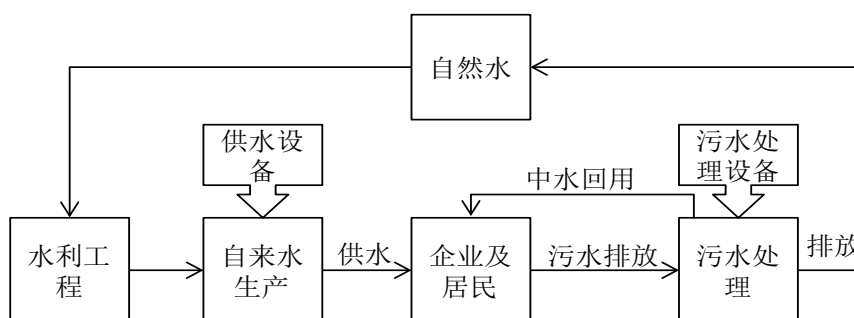 自然水
供水设
备
污水处
理设备
中水回用
水利工
程
自来水
生产
供水
企业及
居民
污水排放
污水处
理
排放